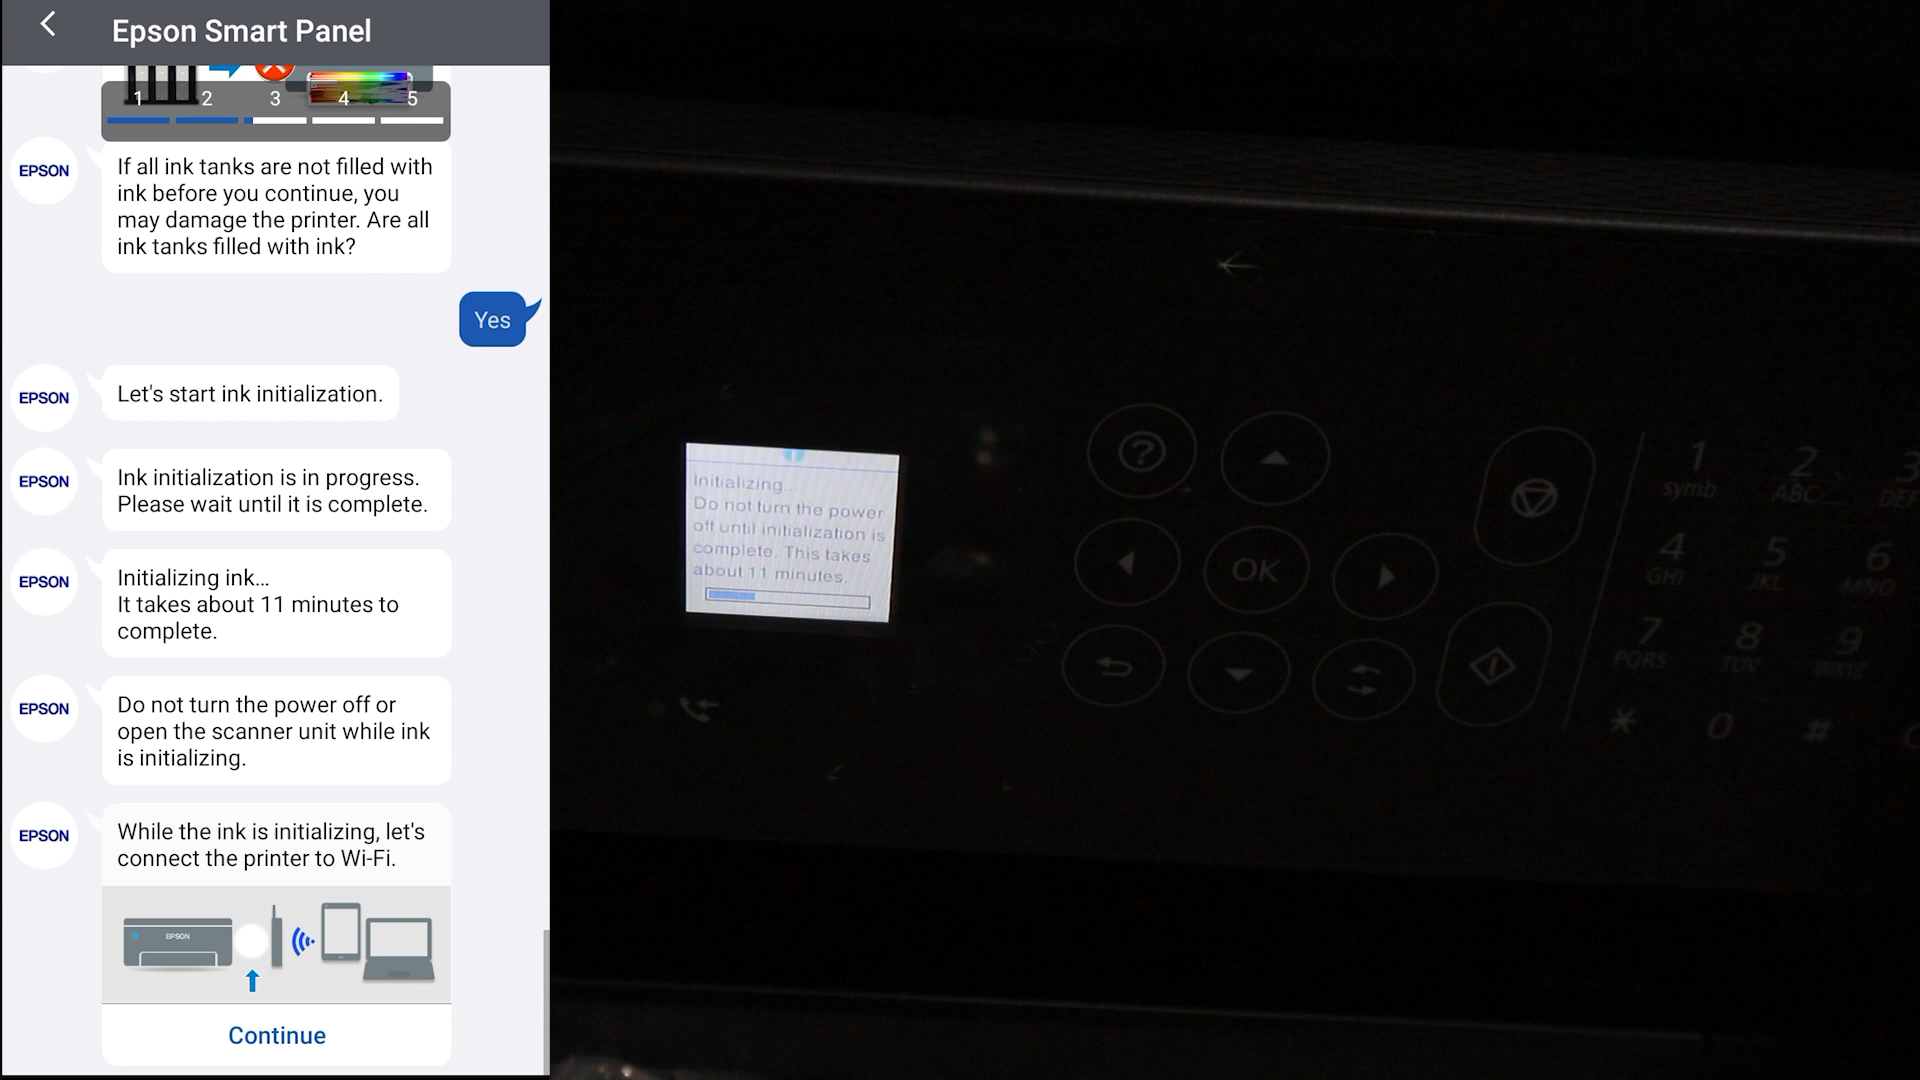 Epson Smart Panel
1 2 3 4 5
EPSON
If all ink tanks are not filled with
ink before you continue, you
may damage the printer. Are all
ink tanks filled with ink?
Yes
EPSON
Let's start ink initialization.
EPSON
Ink initialization is in progress.
Please wait until it is complete.
EPSON
Initializing ink...
It takes about 11 minutes to
complete.
EPSON
Do not turn the power off or
open the scanner unit while ink
is initializing.
EPSON
While the ink is initializing, let's
connect the printer to Wi-Fi.
EPSON
Continue
Initializing...
Do not turn the power
off until initialization is
complete. This takes
about 11 minutes.
?
OK
1 2 3
symb ABC DEF
4 5 6
GHI JKL MNO
7 8 9
PQRS TUV WXYZ
* 0 #